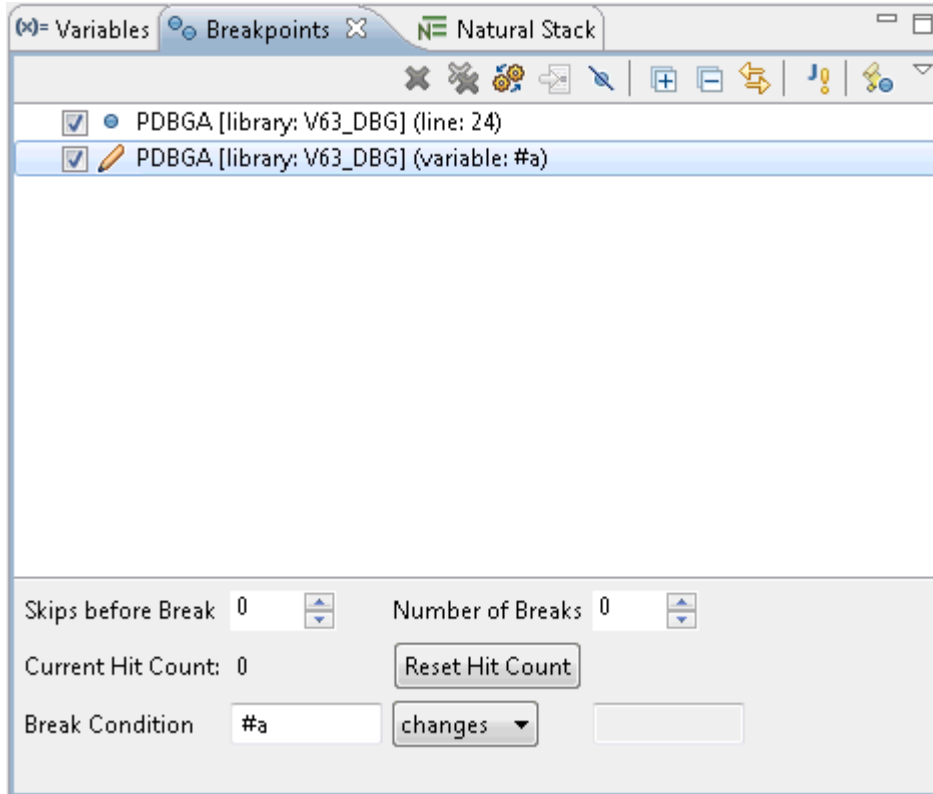 (x)= Variables Breakpoints Natural Stack
PDBGA [library: V63_DBG] (line: 24)
PDBGA [library: V63_DBG] (variable: #a)
Skips before Break 0 Number of Breaks 0
Current Hit Count: 0 Reset Hit Count
Break Condition #a changes